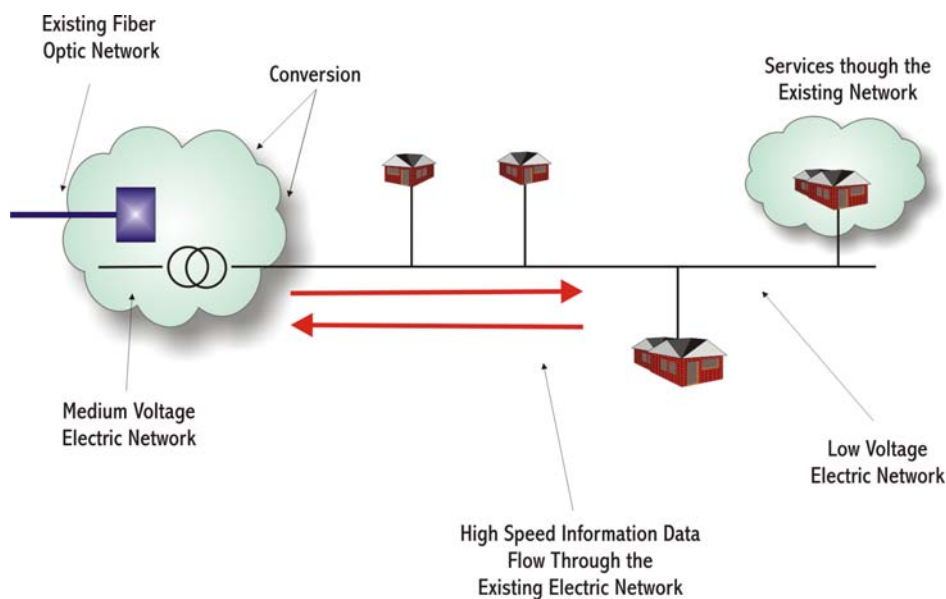 Existing Fiber
Optic Network
Conversion
Services though the
Existing Network
Medium Voltage
Electric Network
Low Voltage
Electric Network
High Speed Information Data
Flow Through the
Existing Electric Network